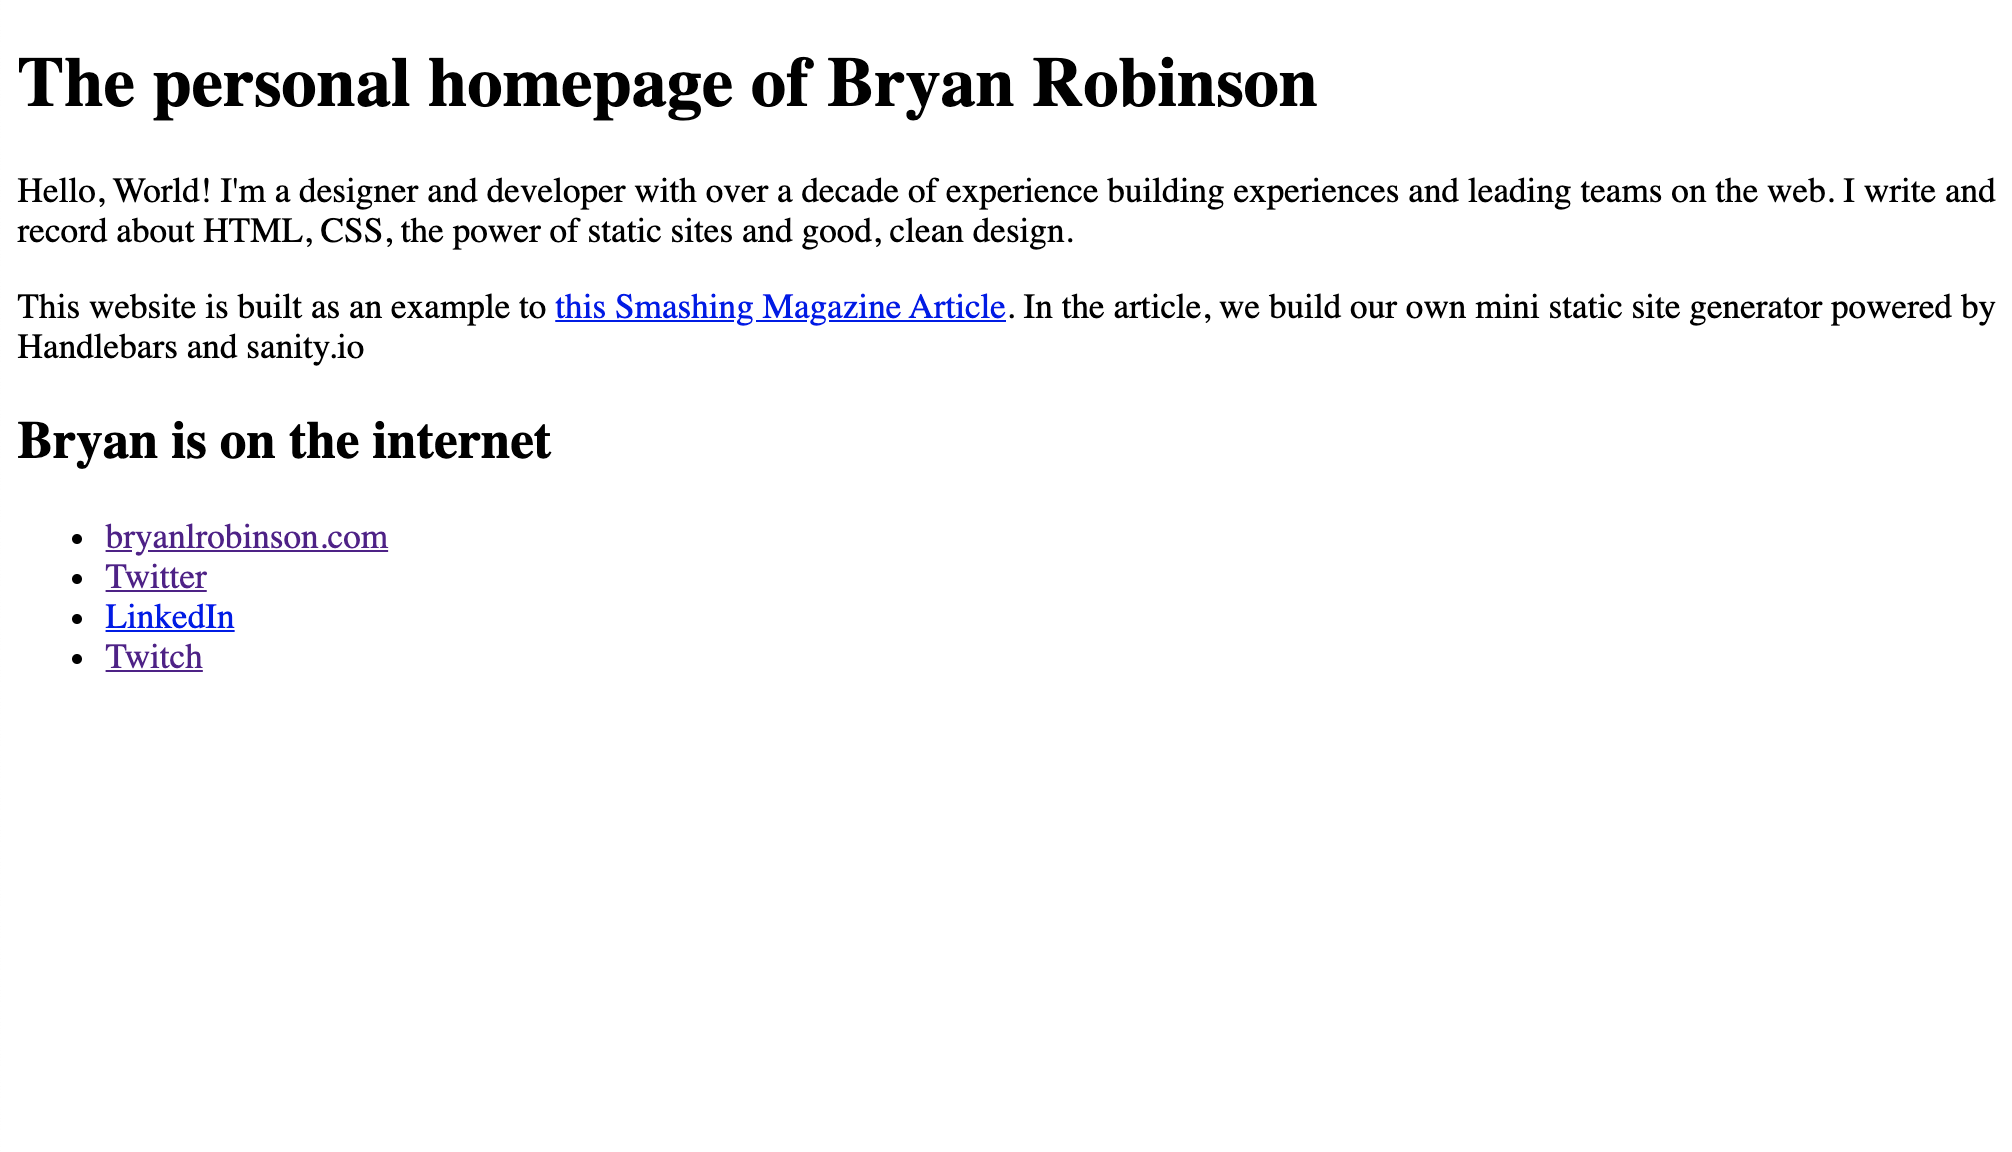 The personal homepage of Bryan Robinson
Hello, World! I'm a designer and developer with over a decade of experience building experiences and leading teams on the web. I write and
record about HTML, CSS, the power of static sites and good, clean design.
This website is built as an example to this Smashing Magazine Article. In the article, we build our own mini static site generator powered by
Handlebars and sanity.io
Bryan is on the internet
• bryanlrobinson.com
• Twitter
• LinkedIn
• Twitch